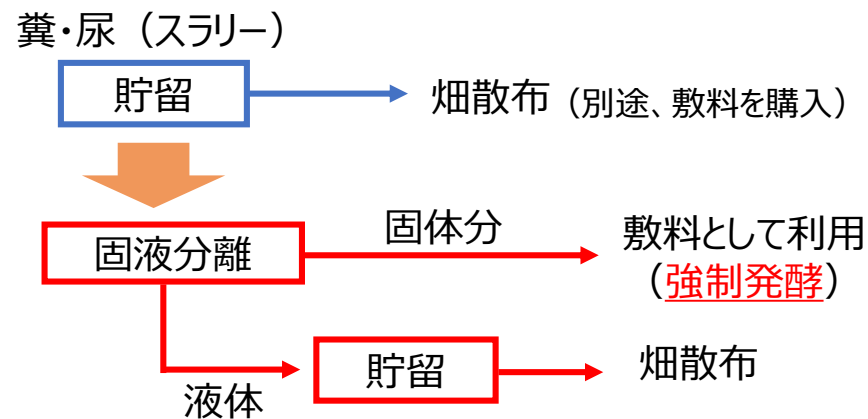 糞・尿（スラリー）
貯留
畑散布（別途、敷料を購入）
固液分離
固体分
敷料として利用
（強制発酵）
液体
貯留
畑散布